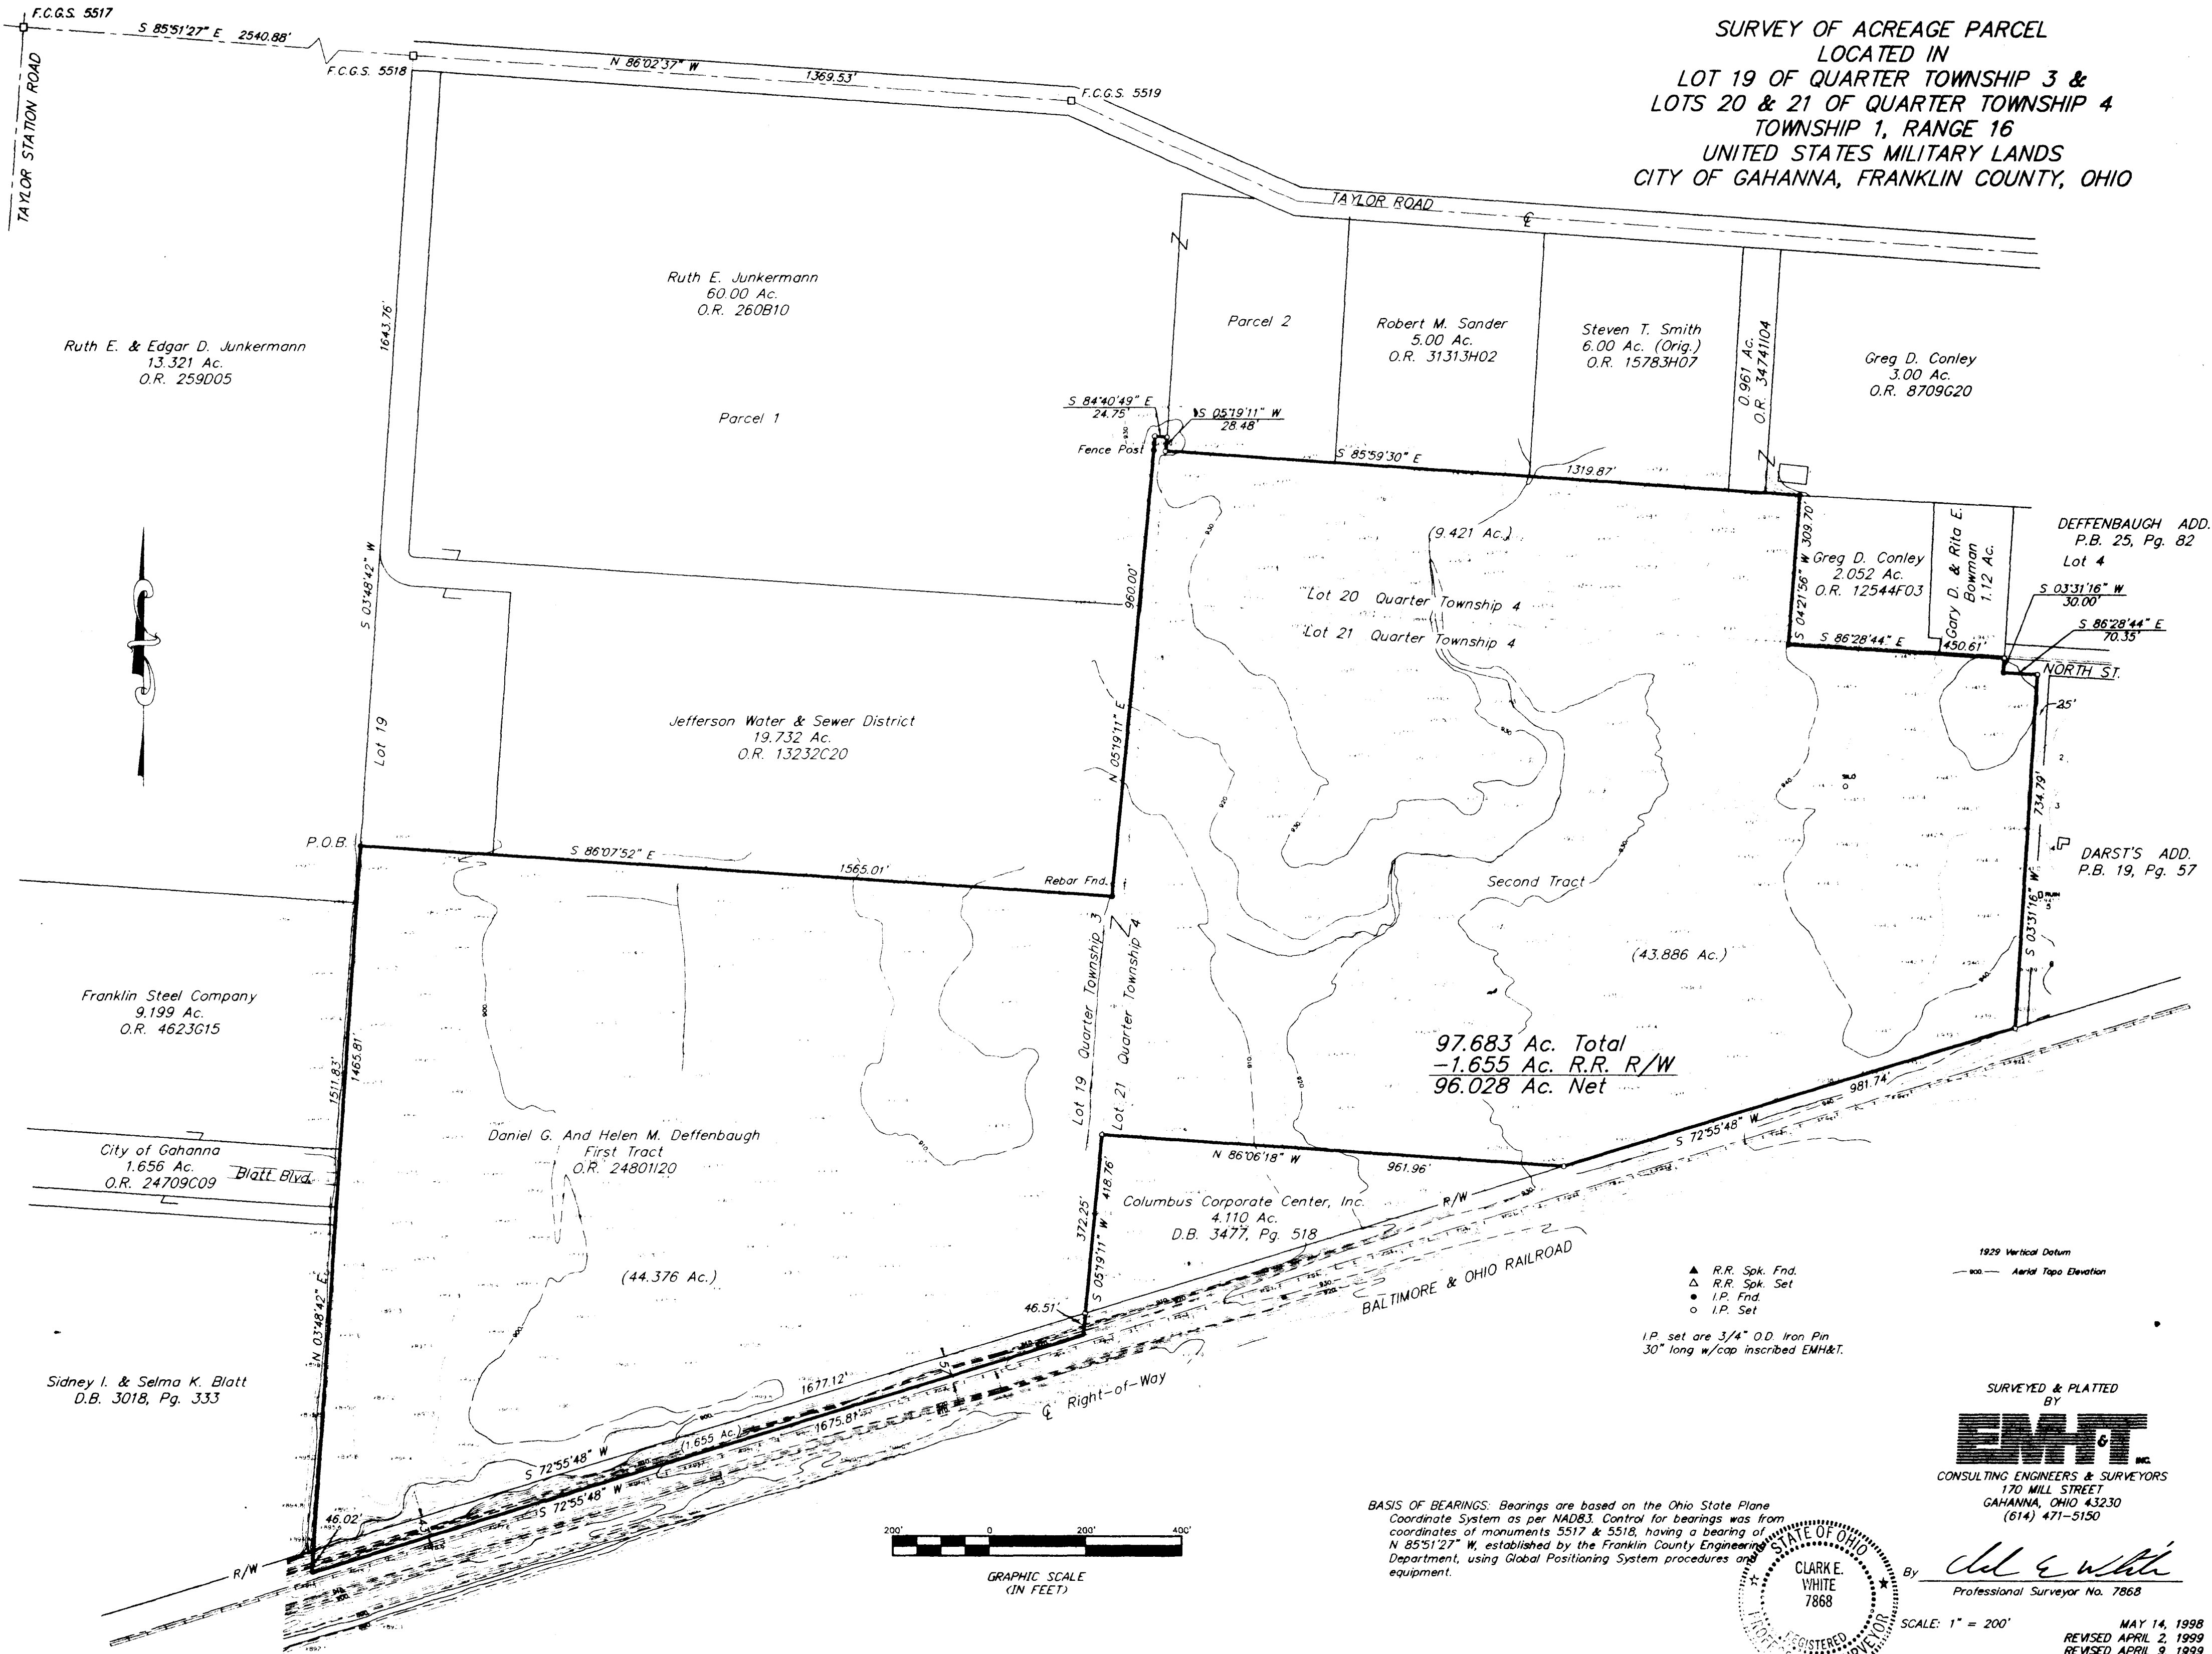 SURVEY OF ACREAGE PARCEL
LOCATED IN
LOT 19 OF QUARTER TOWNSHIP 3 &
LOTS 20 & 21 OF QUARTER TOWNSHIP 4
TOWNSHIP 1, RANGE 16
UNITED STATES MILITARY LANDS
CITY OF GAHANNA, FRANKLIN COUNTY, OHIO
F.C.G.S. 5517
S 85°51'27" E 2540.88'
TAYLOR STATION ROAD
F.C.G.S. 5518
N 86°02'37" W
1369.53'
F.C.G.S. 5519
TAYLOR ROAD
Ruth E. & Edgar D. Junkermann
13.321 Ac.
O.R. 259D05
1643.76'
S 03°48'42" W
Lot 19
Ruth E. Junkermann
60.00 Ac.
O.R. 260B10
Parcel 1
Parcel 2
Robert M. Sander
5.00 Ac.
O.R. 31313H02
Steven T. Smith
6.00 Ac. (Orig.)
O.R. 15783H07
0.961 Ac.
O.R. 34741I04
Greg D. Conley
3.00 Ac.
O.R. 8709G20
S 84°40'49" E
24.75'
S 05°19'11" W
28.48'
Fence Post
S 85°59'30" E
1319.87'
(9.421 Ac.)
S 04°21'56" W 309.70'
Greg D. Conley
2.052 Ac.
O.R. 12544F03
Gary D. & Rita E.
Bowman
1.12 Ac.
DEFFENBAUGH ADD.
P.B. 25, Pg. 82
Lot 4
S 03°31'16" W
30.00'
S 86°28'44" E
70.35'
S 86°28'44" E
450.61'
NORTH ST.
25'
Lot 20 Quarter Township 4
Lot 21 Quarter Township 4
960.00'
N 05°19'11" E
Jefferson Water & Sewer District
19.732 Ac.
O.R. 13232C20
SILO
734.79'
S 03°31'16" W
DARST'S ADD.
P.B. 19, Pg. 57
P.O.B.
S 86°07'52" E
1565.01'
Rebar Fnd.
Second Tract
(43.886 Ac.)
Lot 19 Quarter Township 3
Lot 21 Quarter Township 4
Franklin Steel Company
9.199 Ac.
O.R. 4623G15
1511.83'
1465.81'
97.683 Ac. Total
-1.655 Ac. R.R. R/W
96.028 Ac. Net
981.74'
S 72°55'48" W
City of Gahanna
1.656 Ac.
O.R. 24709C09
Blatt Blvd.
Daniel G. And Helen M. Deffenbaugh
First Tract
O.R. 24801I20
(44.376 Ac.)
N 86°06'18" W
961.96'
372.25'
S 05°19'11" W 418.76'
Columbus Corporate Center, Inc.
4.110 Ac.
D.B. 3477, Pg. 518
R/W
46.51'
BALTIMORE & OHIO RAILROAD
N 03°48'42" E
Sidney I. & Selma K. Blatt
D.B. 3018, Pg. 333
1677.12'
(1.655 Ac.)
1675.81'
S 72°55'48" W
S 72°55'48" W
℄ Right-of-Way
46.02'
R/W
1929 Vertical Datum
900 Aerial Topo Elevation
▲ R.R. Spk. Fnd.
△ R.R. Spk. Set
● I.P. Fnd.
○ I.P. Set
I.P. set are 3/4" O.D. Iron Pin
30" long w/cap inscribed EMH&T.
SURVEYED & PLATTED
BY
EMH&T INC.
CONSULTING ENGINEERS & SURVEYORS
170 MILL STREET
GAHANNA, OHIO 43230
(614) 471-5150
200' 0 200' 400'
GRAPHIC SCALE
(IN FEET)
BASIS OF BEARINGS: Bearings are based on the Ohio State Plane
Coordinate System as per NAD83. Control for bearings was from
coordinates of monuments 5517 & 5518, having a bearing of
N 85°51'27" W, established by the Franklin County Engineering
Department, using Global Positioning System procedures and
equipment.
STATE OF OHIO
CLARK E.
WHITE
7868
REGISTERED
By
Professional Surveyor No. 7868
SCALE: 1" = 200'
MAY 14, 1998
REVISED APRIL 2, 1999
REVISED APRIL 9, 1999